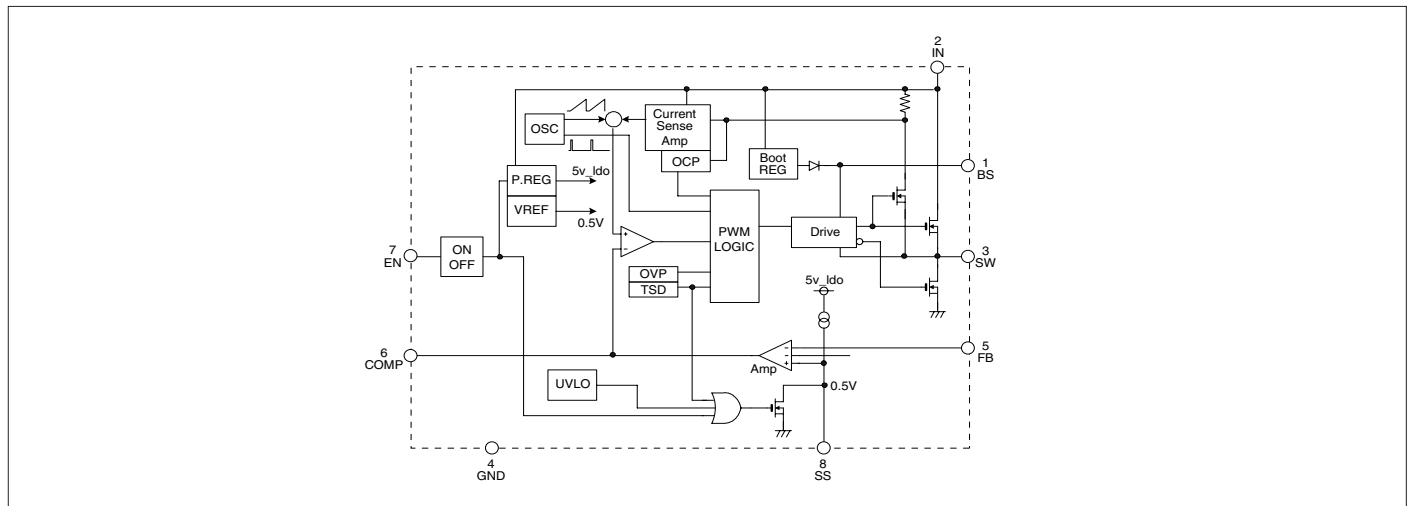 2
IN
OSC
Current
Sense
Amp
OCP
Boot
REG
1
BS
P.REG
5v_ldo
VREF
0.5V
PWM
LOGIC
Drive
7
EN
ON
OFF
+
−
OVP
TSD
3
SW
5v_ldo
6
COMP
Amp
−
−
+
5
FB
UVLO
0.5V
4
GND
8
SS